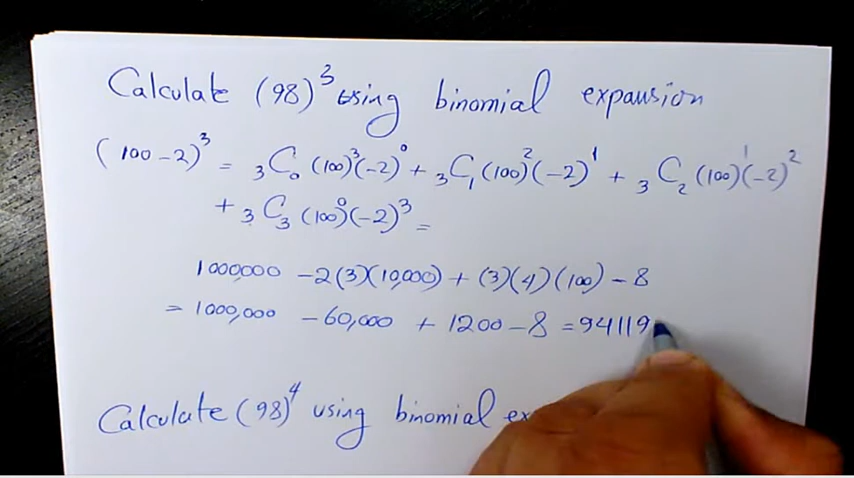 Calculate (98)³ using binomial expansion
(100-2)³ = ₃C₀ (100)³(-2)⁰ + ₃C₁ (100)²(-2)¹ + ₃C₂ (100)¹(-2)²
+ ₃C₃ (100)⁰(-2)³ =
1000,000 -2(3)(10,000) + (3)(4)(100) - 8
= 1000,000 - 60,000 + 1200 - 8 = 94119
Calculate (98)⁴ using binomial